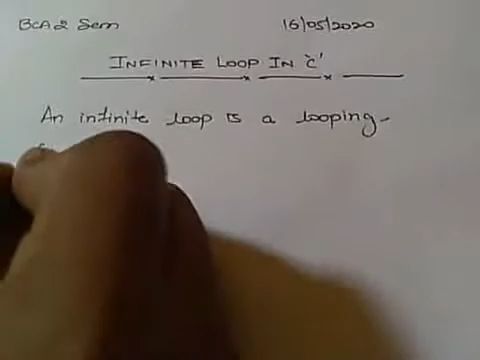 BCA 2 Sem 16/05/2020
INFINITE LOOP IN 'C'
An infinite loop is a looping-